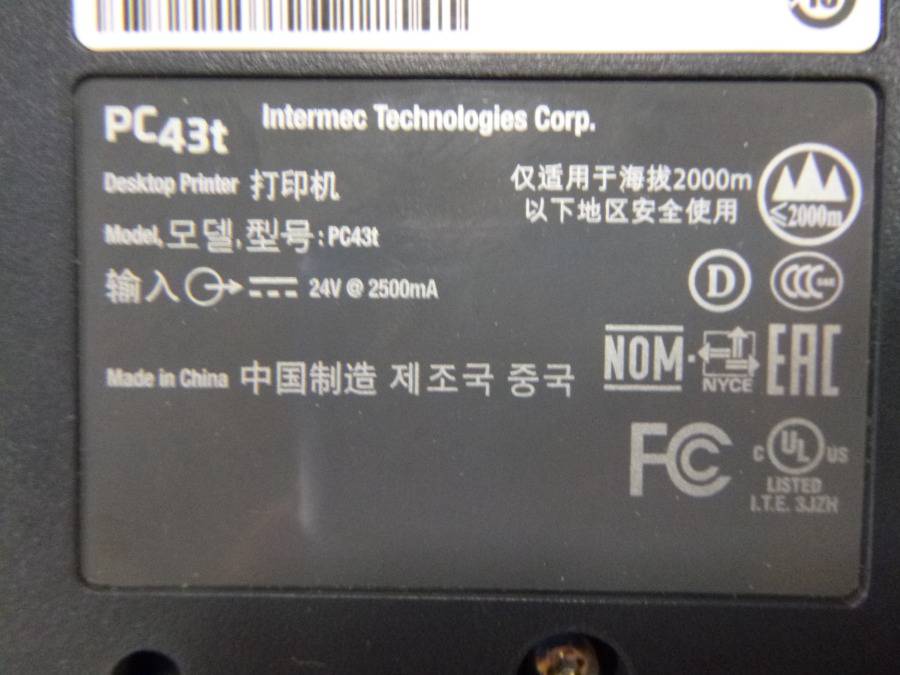 10
PC43t
Intermec Technologies Corp.
Desktop Printer 打印机
仅适用于海拔2000m
以下地区安全使用
≤2000m
Model, 모델, 型号: PC43t
输入 24V @ 2500mA
D
CCC S&E
Made in China 中国制造 제조국 중국
NOM NYCE EAC
FC
C UL US
LISTED
I.T.E. 3JZH